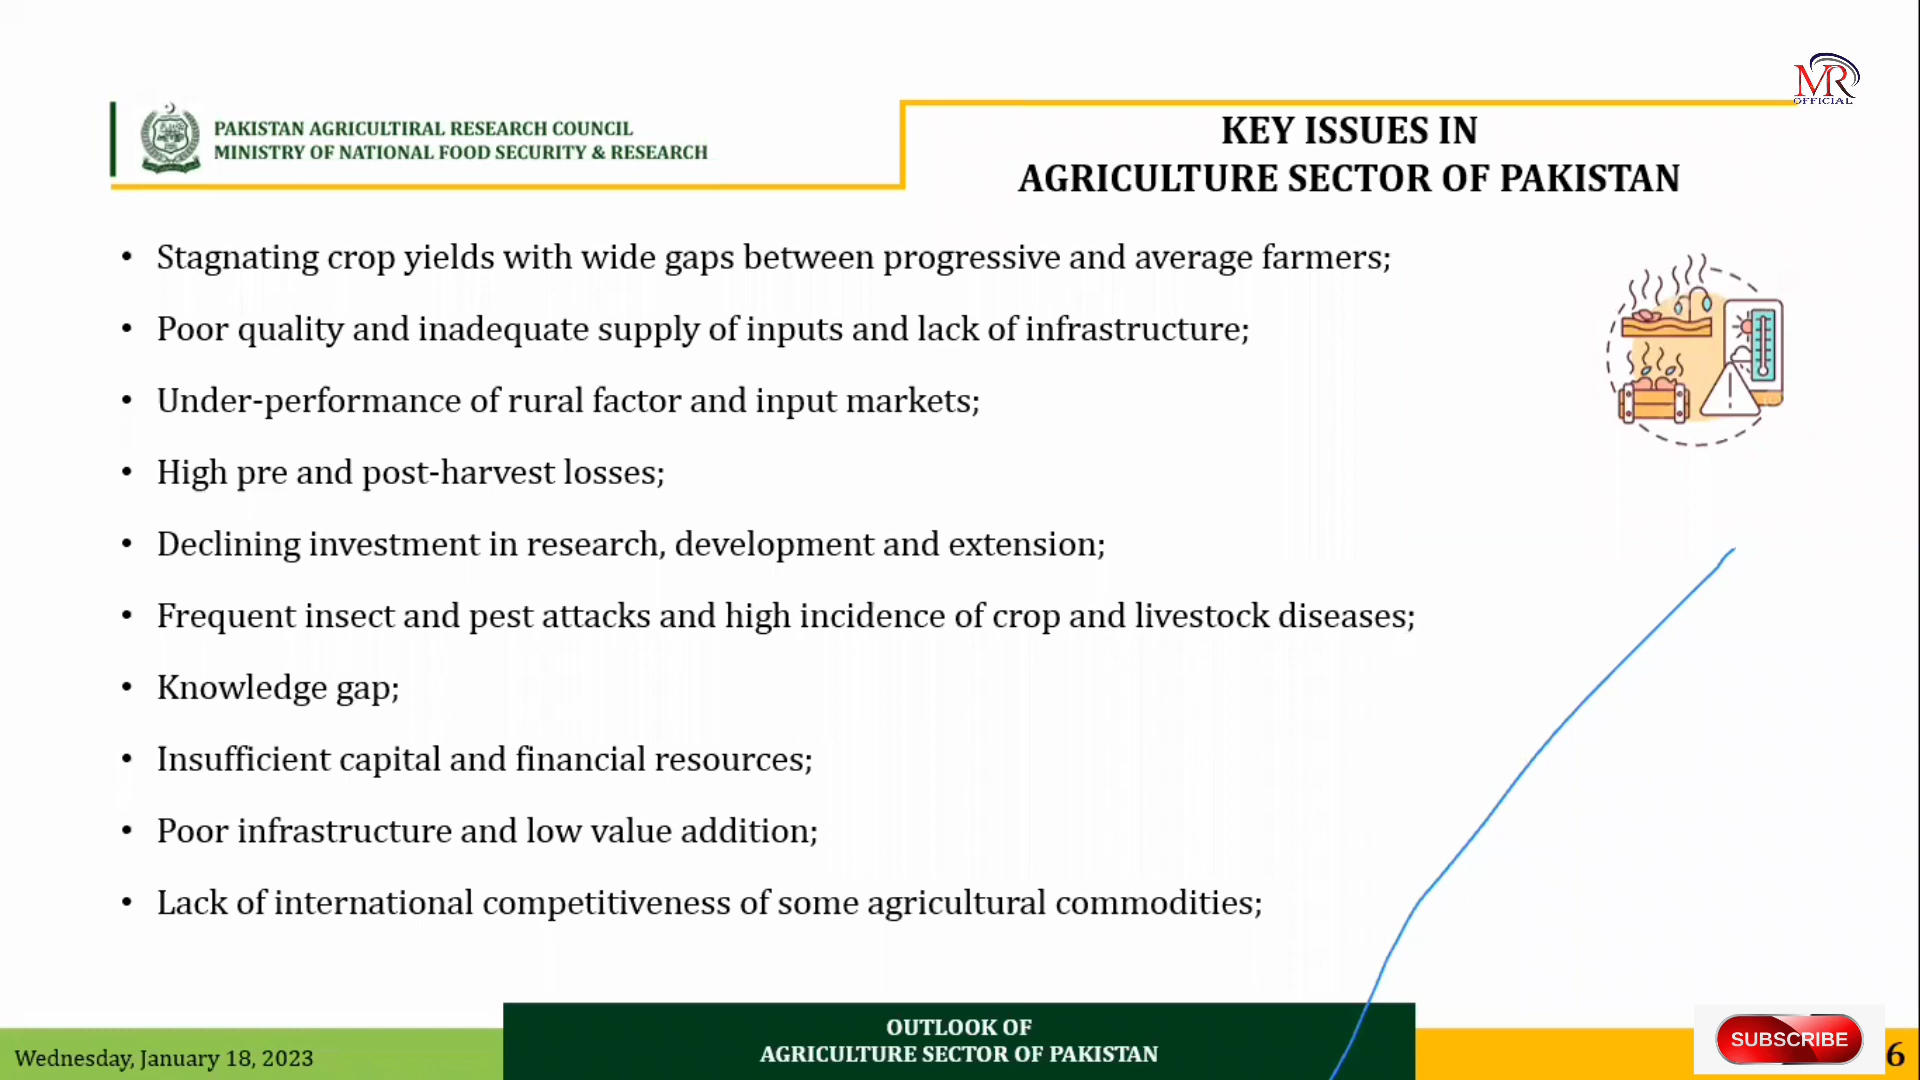 MR
OFFICIAL
PAKISTAN AGRICULTIRAL RESEARCH COUNCIL
MINISTRY OF NATIONAL FOOD SECURITY & RESEARCH
KEY ISSUES IN
AGRICULTURE SECTOR OF PAKISTAN
• Stagnating crop yields with wide gaps between progressive and average farmers;
• Poor quality and inadequate supply of inputs and lack of infrastructure;
• Under-performance of rural factor and input markets;
• High pre and post-harvest losses;
• Declining investment in research, development and extension;
• Frequent insect and pest attacks and high incidence of crop and livestock diseases;
• Knowledge gap;
• Insufficient capital and financial resources;
• Poor infrastructure and low value addition;
• Lack of international competitiveness of some agricultural commodities;
Wednesday, January 18, 2023
OUTLOOK OF
AGRICULTURE SECTOR OF PAKISTAN
SUBSCRIBE
6